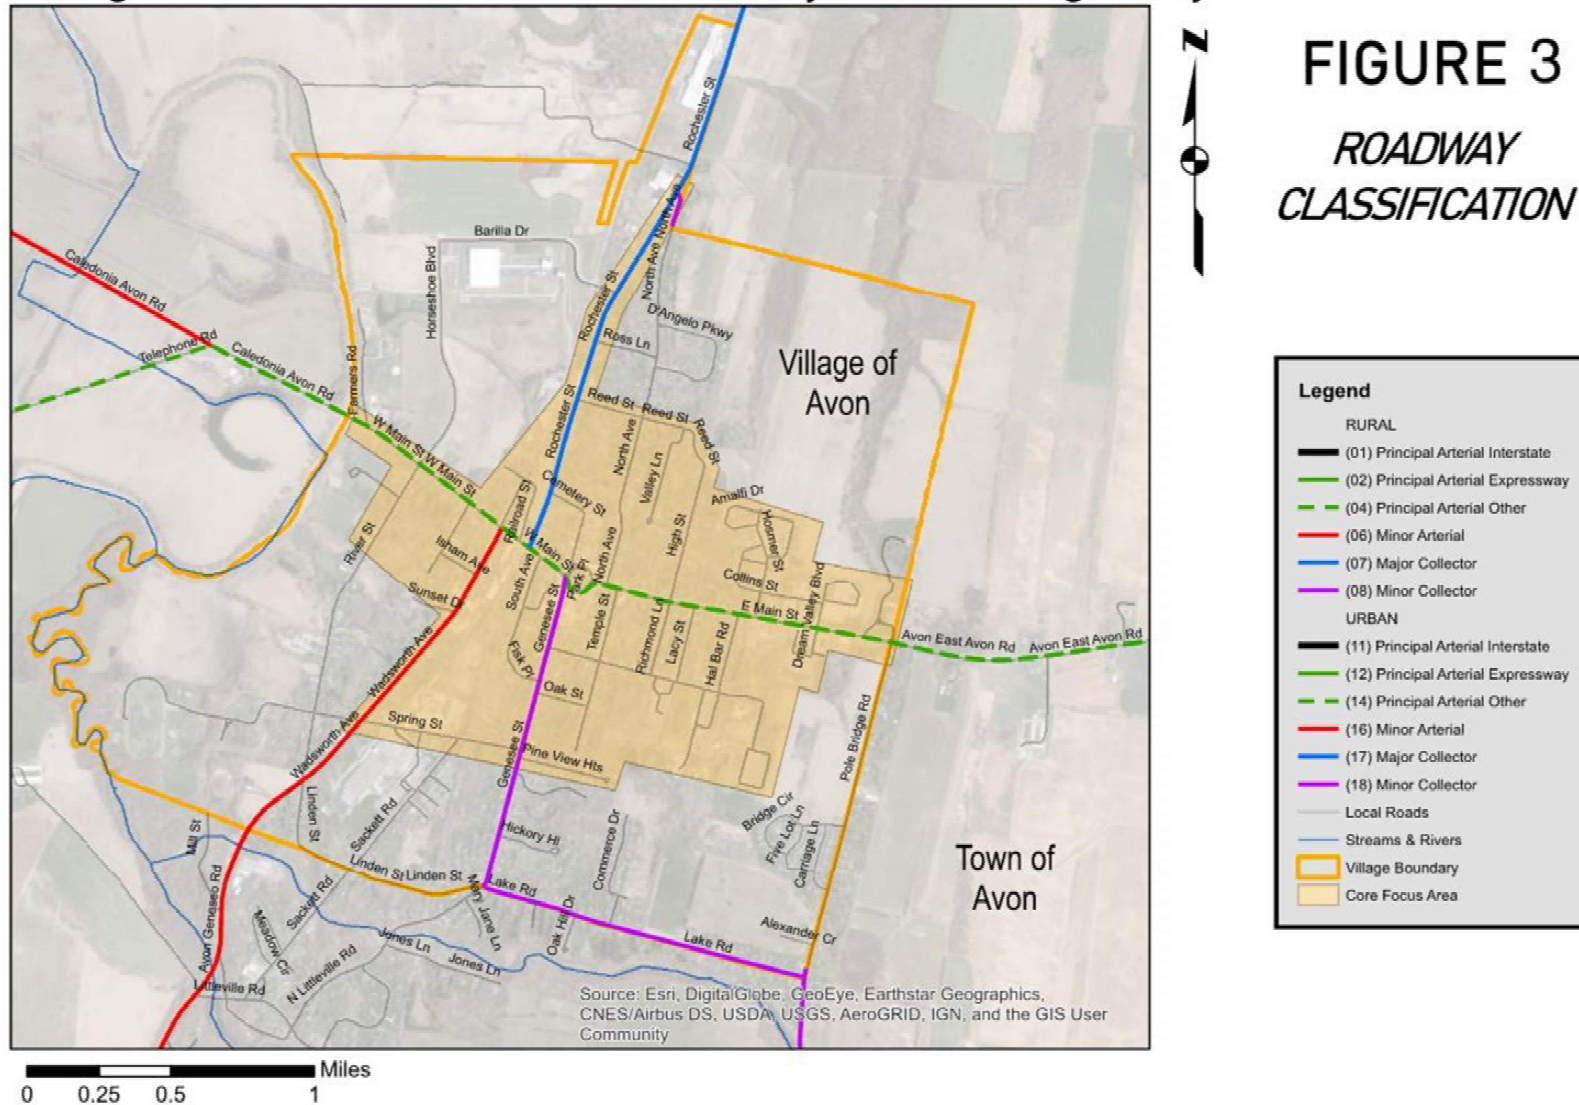 FIGURE 3
ROADWAY
CLASSIFICATION
N
Rochester St
North Ave
North Ave
Barilla Dr
Horseshoe Blvd
Caledonia Avon Rd
Telephone Rd
Caledonia Avon Rd
Farmers Rd
Rochester St
D'Angelo Pkwy
Ross Ln
Village of
Avon
Rochester St
Reed St
Reed St
Reed St
W Main St
W Main St
North Ave
Valley Ln
Cemetery St
Railroad St
Amalfi Dr
Hosmer St
High St
River St
Isham Ave
W Main St
North Ave
Park Pl
South Ave
Collins St
Sunset Dr
Genesee St
Temple St
E Main St
Dream Valley Blvd
Avon East Avon Rd
Avon East Avon Rd
Richmond Ln
Lacy St
Hal Bar Rd
Wadsworth Ave
Fisk Pl
Oak St
Spring St
Genesee St
Pine View Hts
Pole Bridge Rd
Wadsworth Ave
Linden St
Sackett Rd
Mill St
Hickory Hl
Commerce Dr
Bridge Cir
Five Lot Ln
Carriage Ln
Town of
Avon
Linden St
Linden St
Lake Rd
Avon Geneseo Rd
Sackett Rd
Mary Jane Ln
Oak Hill Dr
Meadow Cir
Jones Ln
Jones Ln
Lake Rd
Alexander Cr
N Littleville Rd
Littleville Rd
Source: Esri, DigitalGlobe, GeoEye, Earthstar Geographics,
CNES/Airbus DS, USDA, USGS, AeroGRID, IGN, and the GIS User
Community
Miles
0 0.25 0.5 1
Legend
RURAL
(01) Principal Arterial Interstate
(02) Principal Arterial Expressway
(04) Principal Arterial Other
(06) Minor Arterial
(07) Major Collector
(08) Minor Collector
URBAN
(11) Principal Arterial Interstate
(12) Principal Arterial Expressway
(14) Principal Arterial Other
(16) Minor Arterial
(17) Major Collector
(18) Minor Collector
Local Roads
Streams & Rivers
Village Boundary
Core Focus Area